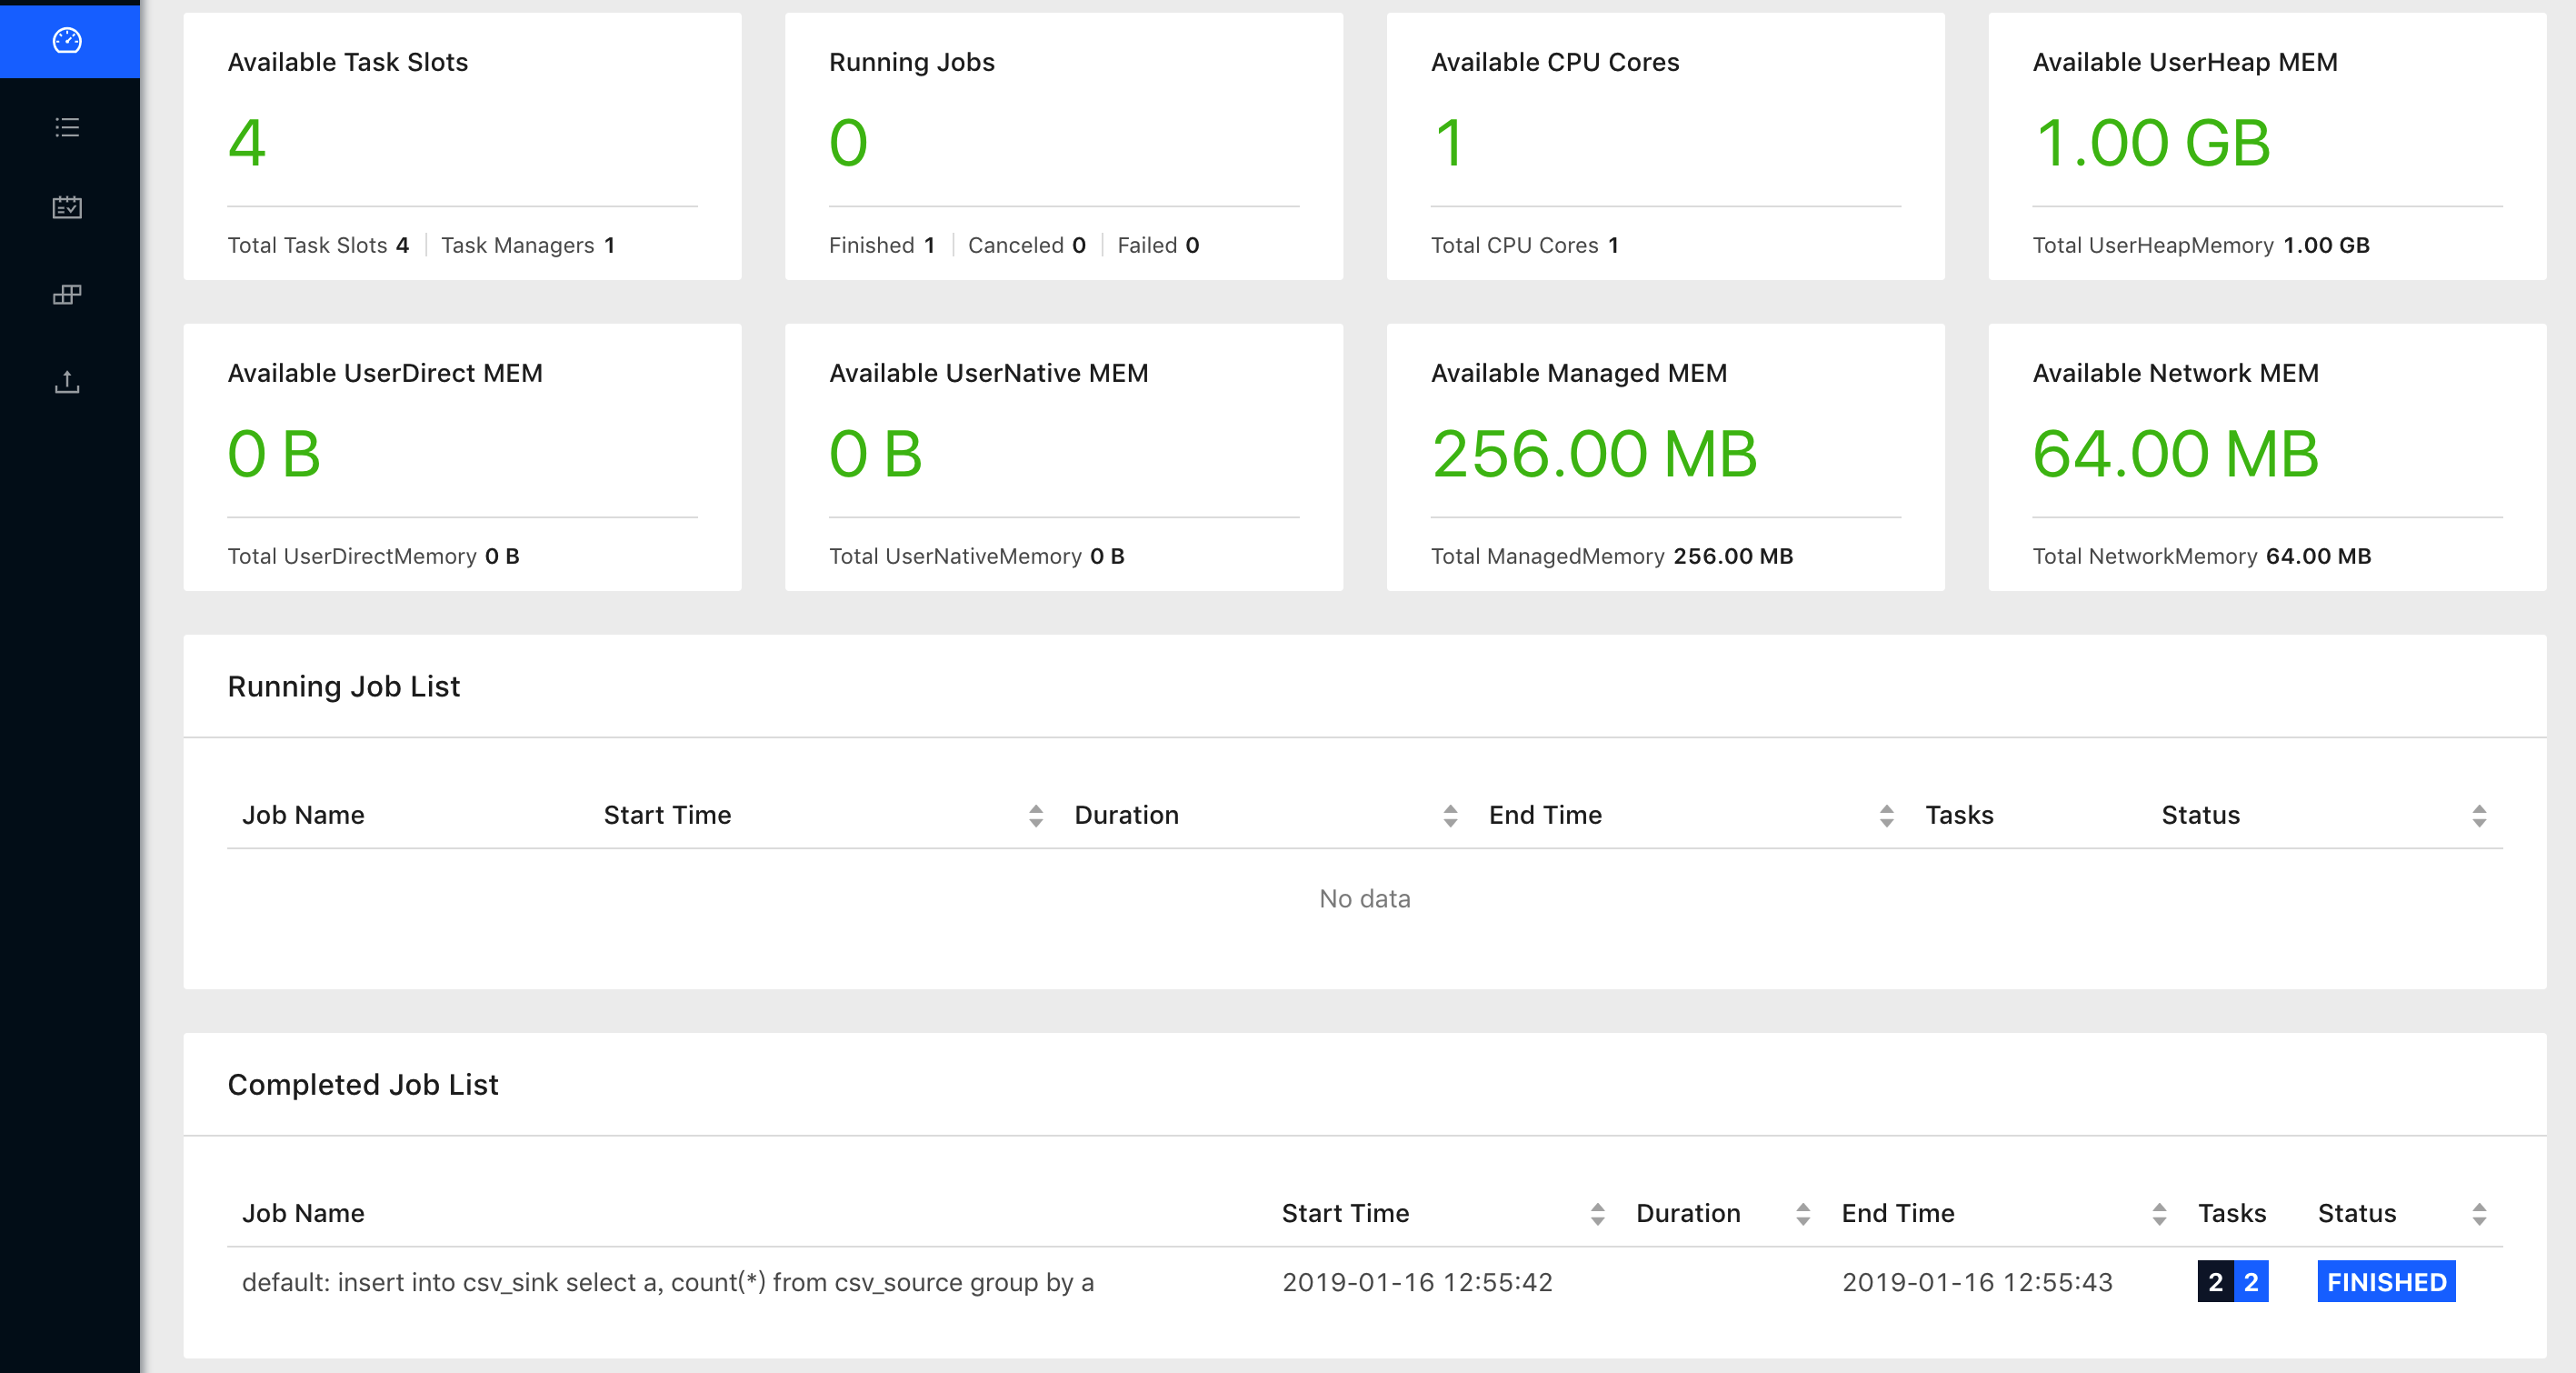 Available Task Slots
4
Total Task Slots 4 Task Managers 1
Running Jobs
0
Finished 1 Canceled 0 Failed 0
Available CPU Cores
1
Total CPU Cores 1
Available UserHeap MEM
1.00 GB
Total UserHeapMemory 1.00 GB
Available UserDirect MEM
0 B
Total UserDirectMemory 0 B
Available UserNative MEM
0 B
Total UserNativeMemory 0 B
Available Managed MEM
256.00 MB
Total ManagedMemory 256.00 MB
Available Network MEM
64.00 MB
Total NetworkMemory 64.00 MB
Running Job List
Job Name Start Time Duration End Time Tasks Status
No data
Completed Job List
Job Name Start Time Duration End Time Tasks Status
default: insert into csv_sink select a, count(*) from csv_source group by a 2019-01-16 12:55:42 2019-01-16 12:55:43 2 2 FINISHED